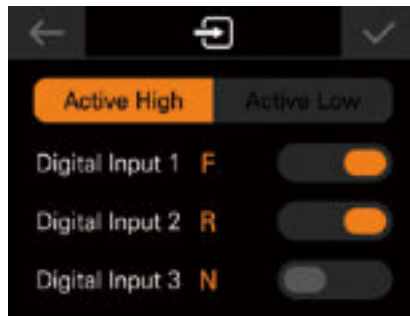 Active High Active Low
Digital Input 1 F
Digital Input 2 R
Digital Input 3 N